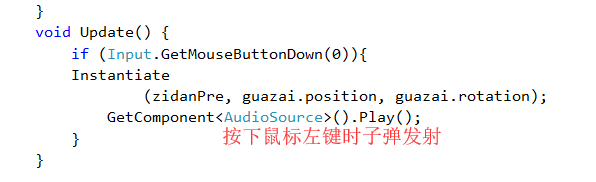 }
void Update() {
if (Input.GetMouseButtonDown(0)){
Instantiate
(zidanPre, guazai.position, guazai.rotation);
GetComponent<AudioSource>().Play();
} 按下鼠标左键时子弹发射
}